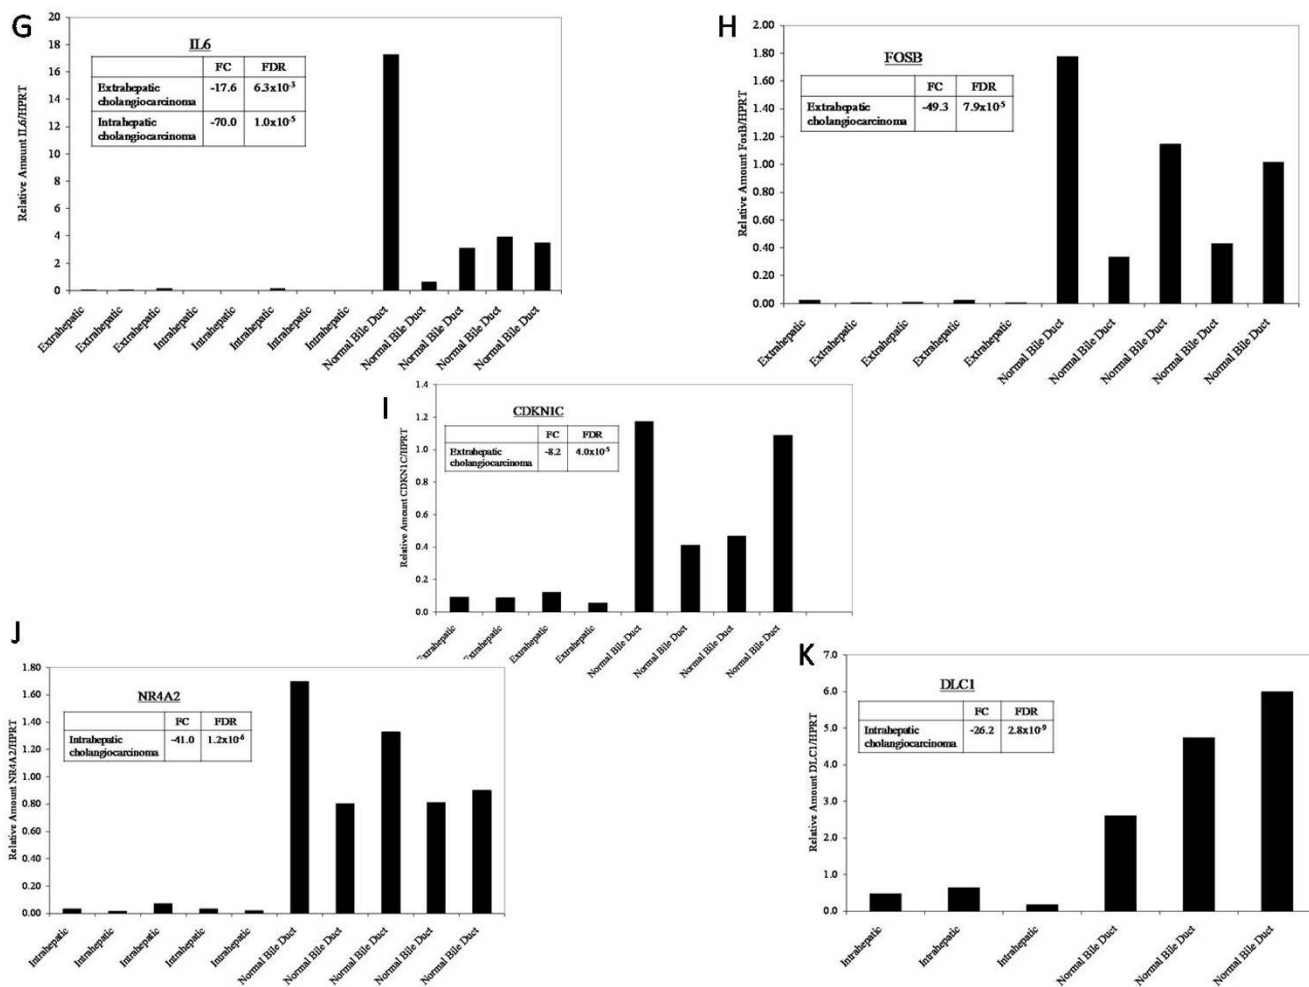 G
Relative Amount IL6/HPRT
20
18
16
14
12
10
8
6
4
2
0
IL6
FC FDR
Extrahepatic cholangiocarcinoma -17.6 6.3x10⁻³
Intrahepatic cholangiocarcinoma -70.0 1.0x10⁻⁵
Extrahepatic
Extrahepatic
Extrahepatic
Intrahepatic
Intrahepatic
Intrahepatic
Intrahepatic
Intrahepatic
Normal Bile Duct
Normal Bile Duct
Normal Bile Duct
Normal Bile Duct
Normal Bile Duct
H
Relative Amount FosB/HPRT
2.00
1.80
1.60
1.40
1.20
1.00
0.80
0.60
0.40
0.20
0.00
FOSB
FC FDR
Extrahepatic cholangiocarcinoma -49.3 7.9x10⁻⁵
Extrahepatic
Extrahepatic
Extrahepatic
Extrahepatic
Extrahepatic
Normal Bile Duct
Normal Bile Duct
Normal Bile Duct
Normal Bile Duct
Normal Bile Duct
I
Relative Amount CDKN1C/HPRT
1.4
1.2
1.0
0.8
0.6
0.4
0.2
0.0
CDKN1C
FC FDR
Extrahepatic cholangiocarcinoma -8.2 4.0x10⁻⁵
Extrahepatic
Extrahepatic
Extrahepatic
Extrahepatic
Normal Bile Duct
Normal Bile Duct
Normal Bile Duct
Normal Bile Duct
J
Relative Amount NR4A2/HPRT
1.80
1.60
1.40
1.20
1.00
0.80
0.60
0.40
0.20
0.00
NR4A2
FC FDR
Intrahepatic cholangiocarcinoma -41.0 1.2x10⁻⁶
Intrahepatic
Intrahepatic
Intrahepatic
Intrahepatic
Intrahepatic
Normal Bile Duct
Normal Bile Duct
Normal Bile Duct
Normal Bile Duct
Normal Bile Duct
K
Relative Amount DLC1/HPRT
7.0
6.0
5.0
4.0
3.0
2.0
1.0
0.0
DLC1
FC FDR
Intrahepatic cholangiocarcinoma -26.2 2.8x10⁻⁹
Intrahepatic
Intrahepatic
Intrahepatic
Normal Bile Duct
Normal Bile Duct
Normal Bile Duct